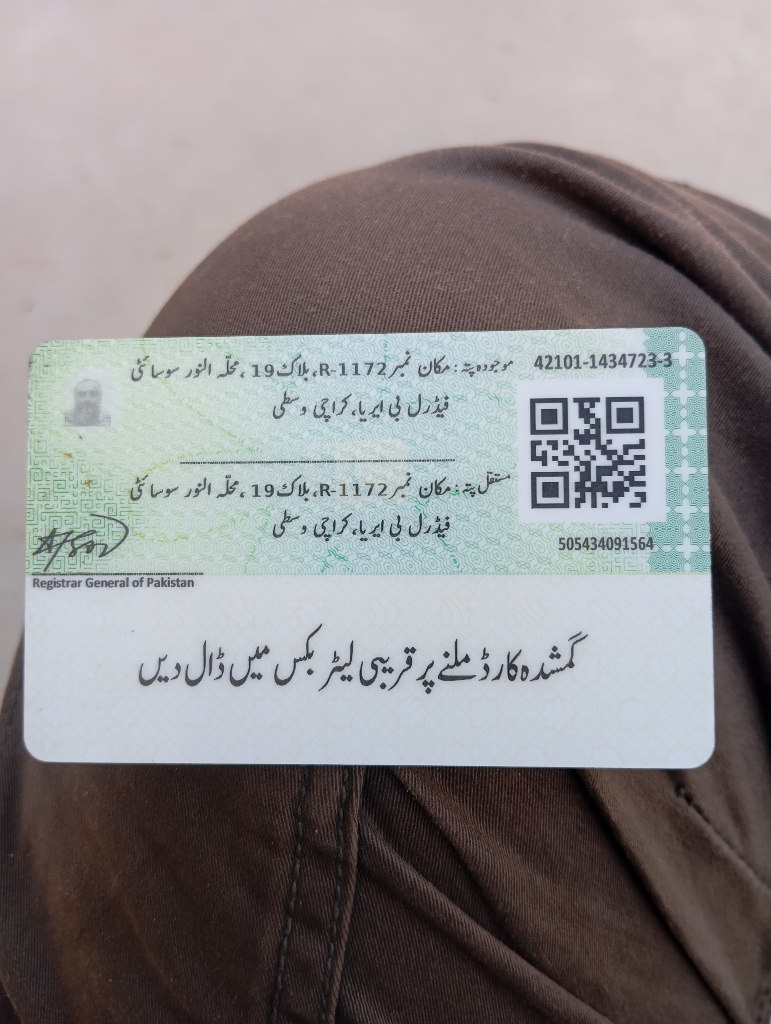 42101-1434723-3
موجودہ پتہ: مکان نمبر R-1172، بلاک 19، محلّہ النور سوسائٹی
فیڈرل بی ایریا، کراچی وسطی
مستقل پتہ: مکان نمبر R-1172، بلاک 19، محلّہ النور سوسائٹی
فیڈرل بی ایریا، کراچی وسطی
505434091564
Registrar General of Pakistan
گمشدہ کارڈ ملنے پر قریبی لیٹر بکس میں ڈال دیں